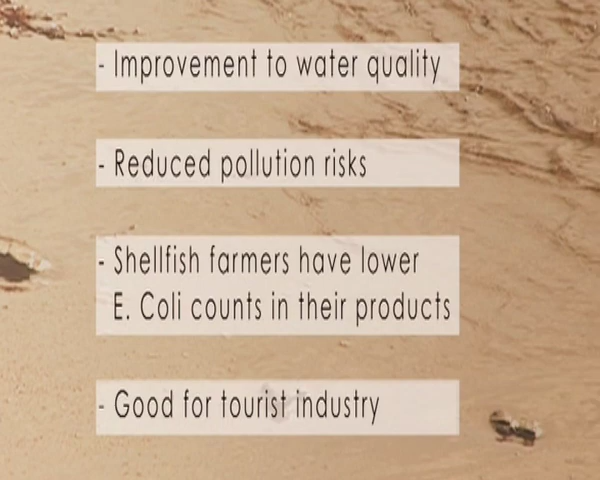 - Improvement to water quality
- Reduced pollution risks
- Shellfish farmers have lower
E. Coli counts in their products
- Good for tourist industry